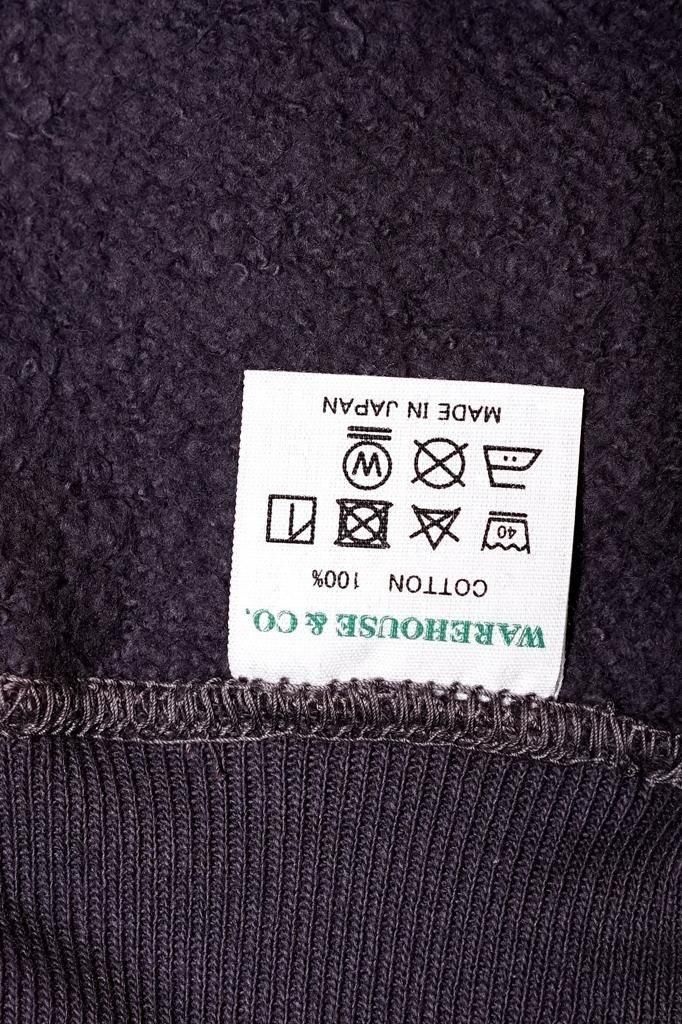 WAREHOUSE & CO.
COTTON 100%
40
W
MADE IN JAPAN